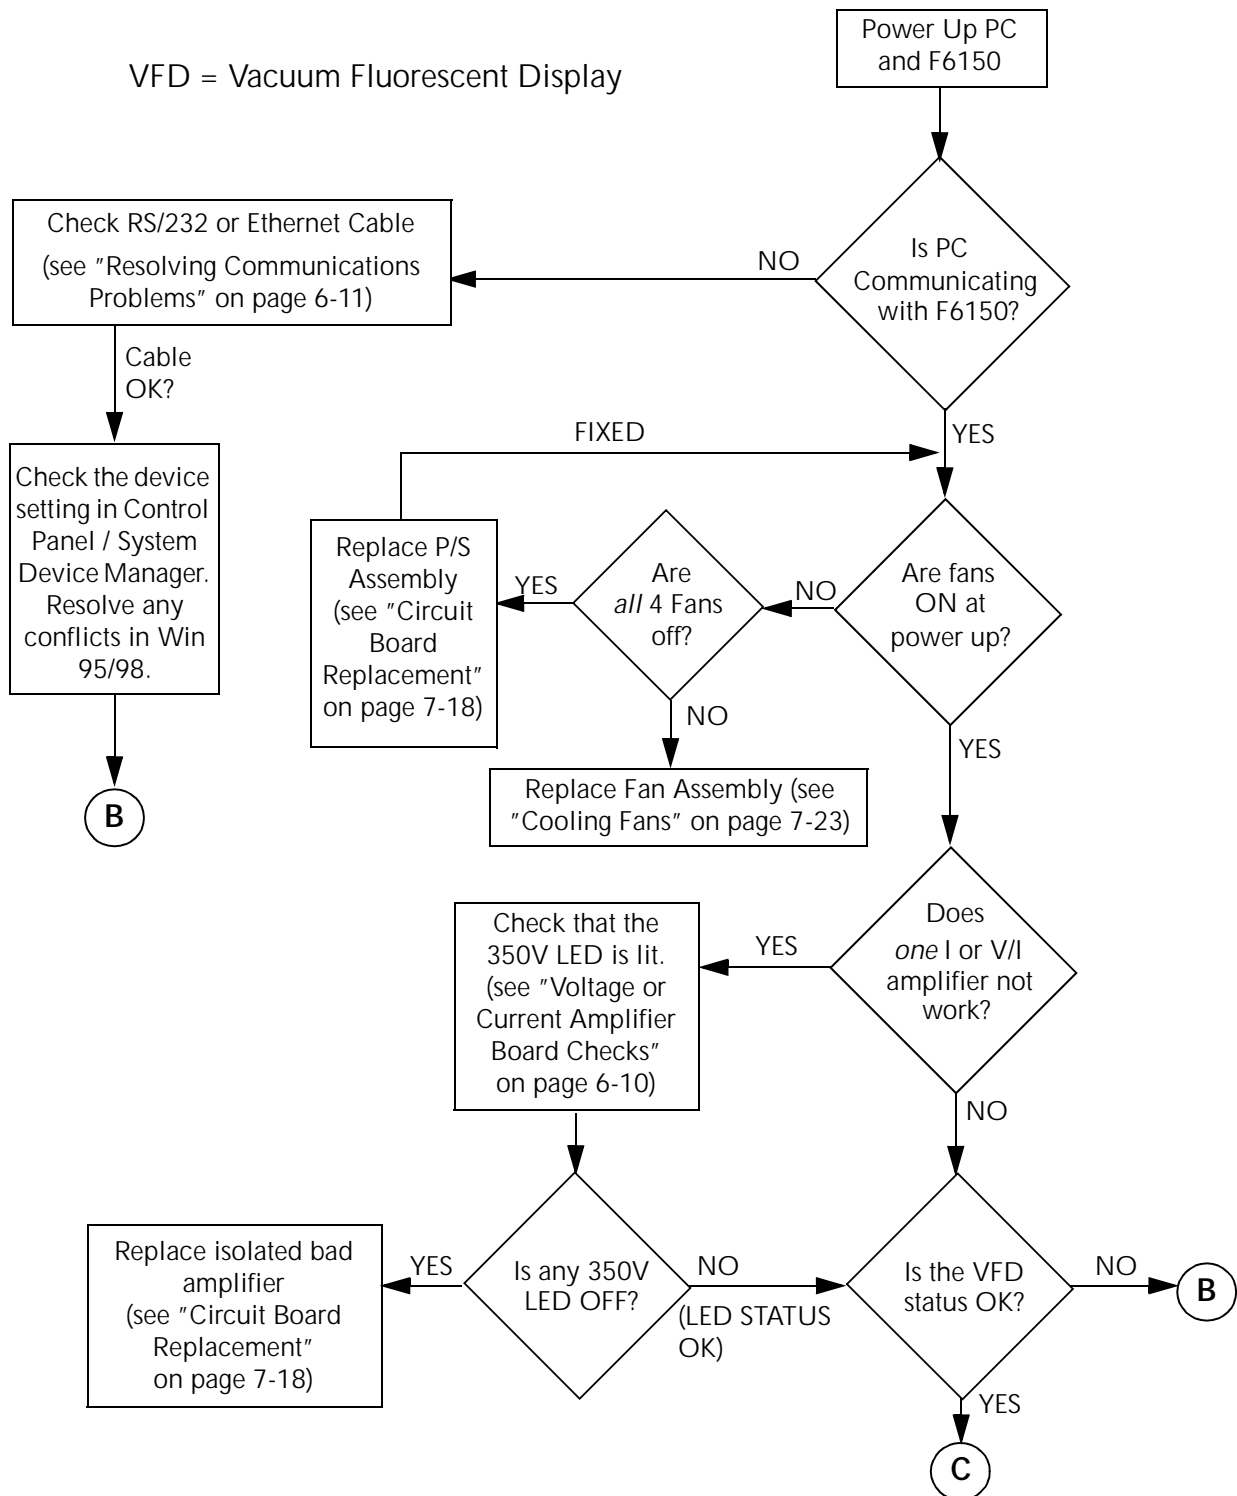 Power Up PC
and F6150
VFD = Vacuum Fluorescent Display
Check RS/232 or Ethernet Cable
(see "Resolving Communications
Problems" on page 6-11)
NO
Is PC
Communicating
with F6150?
Cable
OK?
FIXED
YES
Check the device
setting in Control
Panel / System
Device Manager.
Resolve any
conflicts in Win
95/98.
Replace P/S
Assembly
(see "Circuit
Board
Replacement"
on page 7-18)
YES
Are
all 4 Fans
off?
NO
Are fans
ON at
power up?
NO
YES
Replace Fan Assembly (see
"Cooling Fans" on page 7-23)
B
Check that the
350V LED is lit.
(see "Voltage or
Current Amplifier
Board Checks"
on page 6-10)
YES
Does
one I or V/I
amplifier not
work?
NO
Replace isolated bad
amplifier
(see "Circuit Board
Replacement"
on page 7-18)
YES
Is any 350V
LED OFF?
NO
(LED STATUS
OK)
Is the VFD
status OK?
NO
B
YES
C